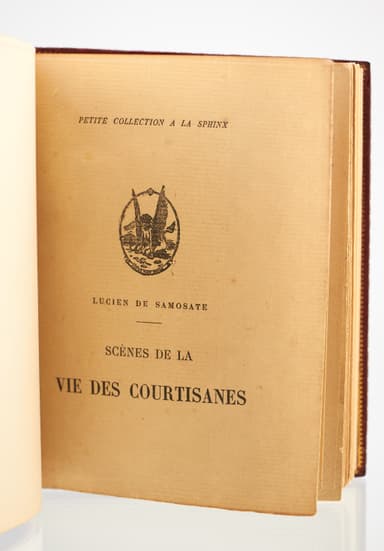 PETITE COLLECTION A LA SPHINX
LUCIEN DE SAMOSATE
SCÈNES DE LA
VIE DES COURTISANES